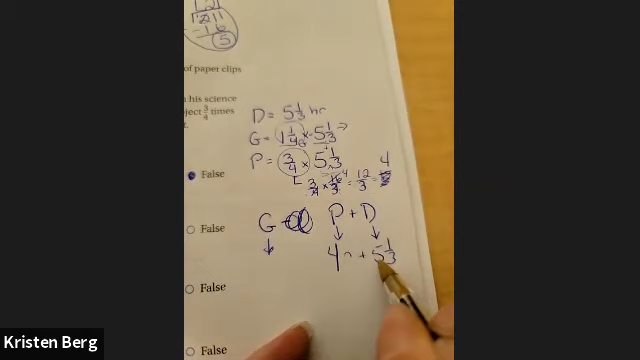 5
of paper clips
his science
ject 3/4 times
D = 5 1/3 hr
G = 1 1/4 × 5 1/3 ⇒
P = 3/4 × 5 1/3
3/4 × 16/3 = 12/3 = 4
False
G P + D
↓ ↓ ↓
False
4 + 5 1/3
False
Kristen Berg
False